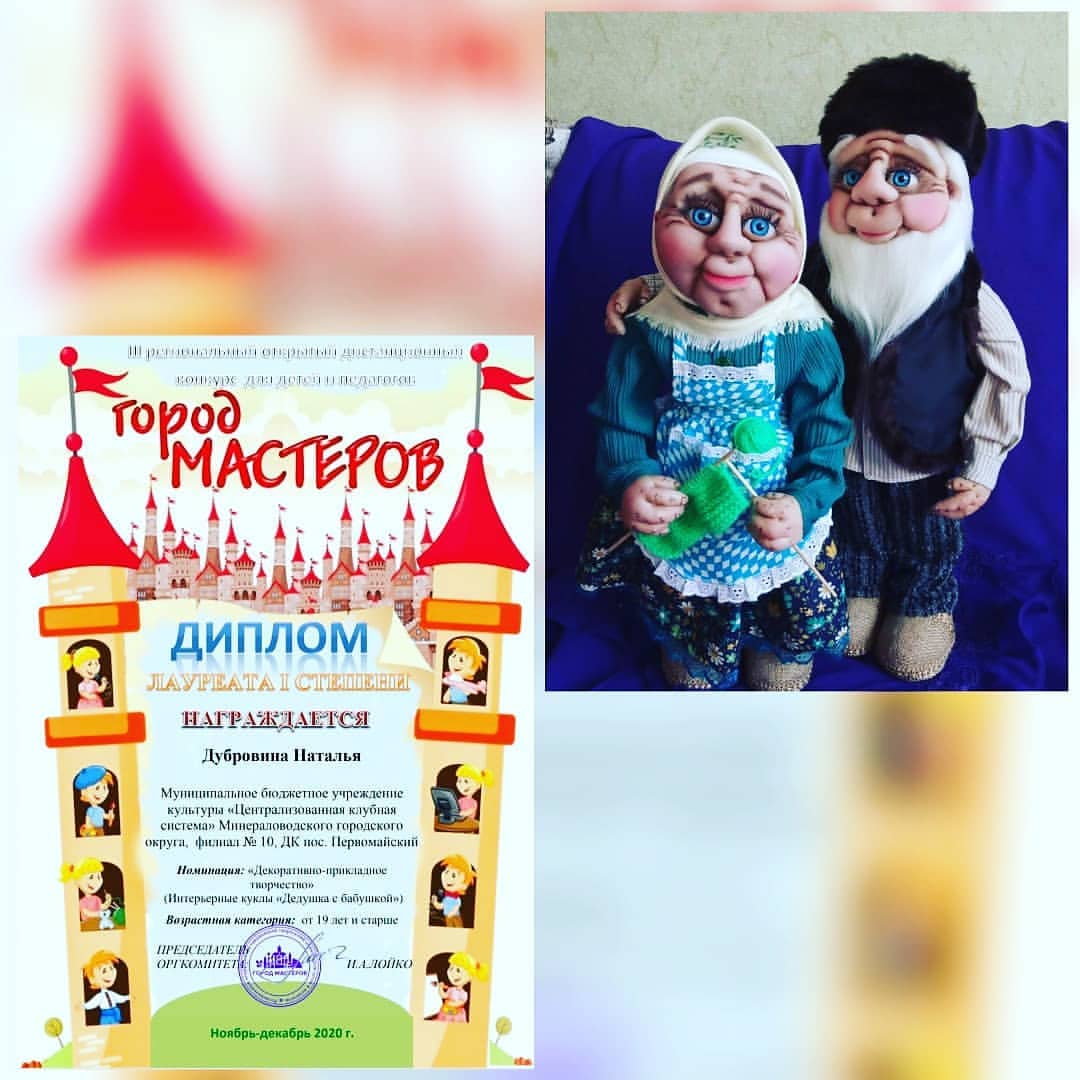 III региональный открытый дистанционный
конкурс для детей и педагогов
город
МАСТЕРОВ
ДИПЛОМ
ЛАУРЕАТА I СТЕПЕНИ
НАГРАЖДАЕТСЯ
Дубровина Наталья
Муниципальное бюджетное учреждение
культуры «Централизованная клубная
система» Минераловодского городского
округа, филиал № 10, ДК пос. Первомайский
Номинация: «Декоративно-прикладное
творчество»
(Интерьерные куклы «Дедушка с бабушкой»)
Возрастная категория: от 19 лет и старше
ПРЕДСЕДАТЕЛЬ
ОРГКОМИТЕТА И.А.ЛОЙКО
ГОРОД МАСТЕРОВ
Ноябрь-декабрь 2020 г.